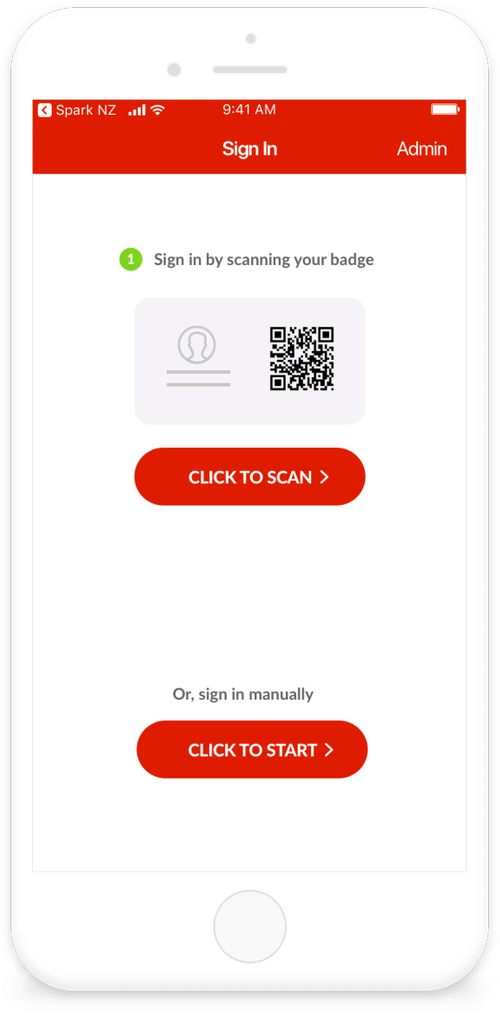 Spark NZ 9:41 AM
Sign In Admin
1 Sign in by scanning your badge
CLICK TO SCAN >
Or, sign in manually
CLICK TO START >